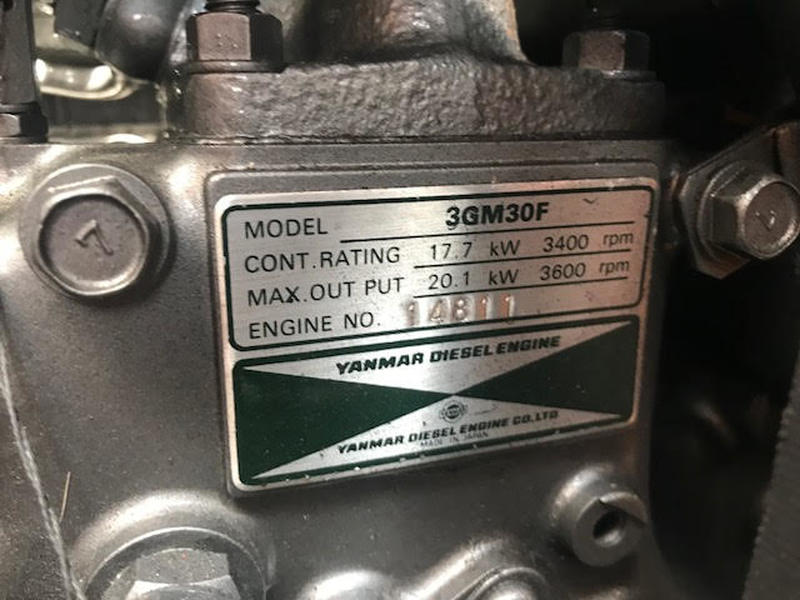 MODEL 3GM30F
CONT.RATING 17.7 kW 3400 rpm
MAX.OUT PUT 20.1 kW 3600 rpm
ENGINE NO. 14811
YANMAR DIESEL ENGINE
YANMAR DIESEL ENGINE CO.,LTD
MADE IN JAPAN
7